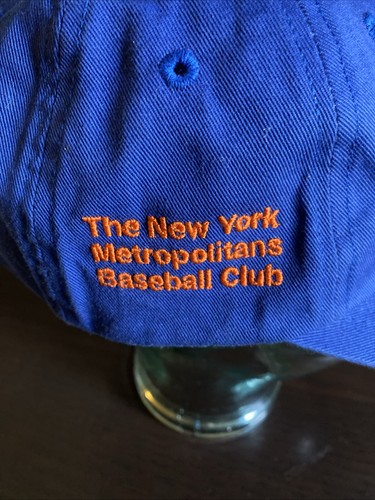 The New York
Metropolitans
Baseball Club